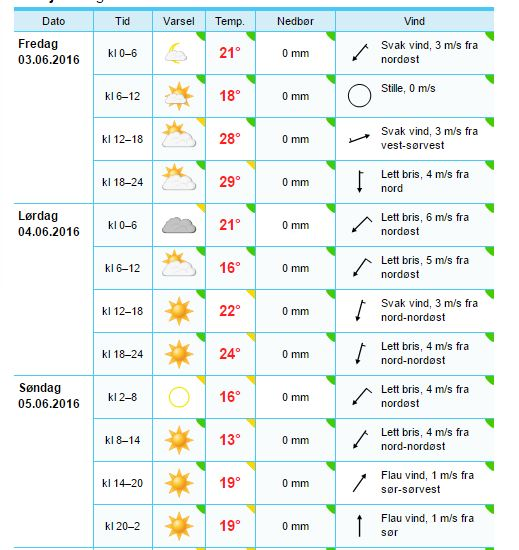 Dato Tid Varsel Temp. Nedbør Vind
Fredag
03.06.2016
kl 0–6 21° 0 mm Svak vind, 3 m/s fra
nordøst
kl 6–12 18° 0 mm Stille, 0 m/s
kl 12–18 28° 0 mm Svak vind, 3 m/s fra
vest-sørvest
kl 18–24 29° 0 mm Lett bris, 4 m/s fra
nord
Lørdag
04.06.2016
kl 0–6 21° 0 mm Lett bris, 6 m/s fra
nordøst
kl 6–12 16° 0 mm Lett bris, 5 m/s fra
nordøst
kl 12–18 22° 0 mm Svak vind, 3 m/s fra
nord-nordøst
kl 18–24 24° 0 mm Lett bris, 4 m/s fra
nord-nordøst
Søndag
05.06.2016
kl 2–8 16° 0 mm Lett bris, 4 m/s fra
nordøst
kl 8–14 13° 0 mm Lett bris, 4 m/s fra
nord-nordøst
kl 14–20 19° 0 mm Flau vind, 1 m/s fra
sør-sørvest
kl 20–2 19° 0 mm Flau vind, 1 m/s fra
sør